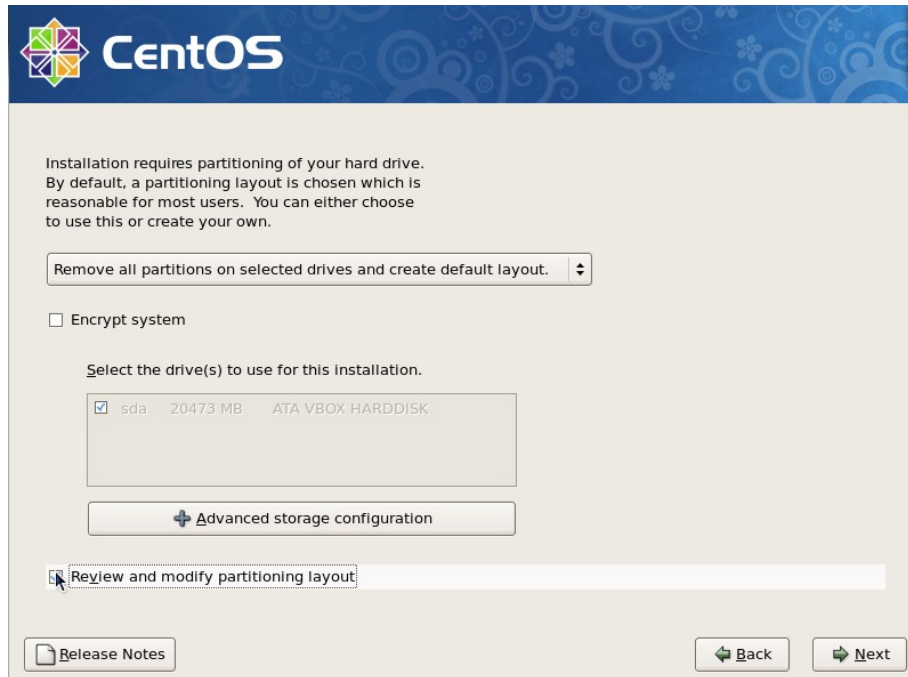 CentOS
Installation requires partitioning of your hard drive.
By default, a partitioning layout is chosen which is
reasonable for most users.  You can either choose
to use this or create your own.
Remove all partitions on selected drives and create default layout.
Encrypt system
Select the drive(s) to use for this installation.
sda 20473 MB ATA VBOX HARDDISK
Advanced storage configuration
Review and modify partitioning layout
Release Notes Back Next